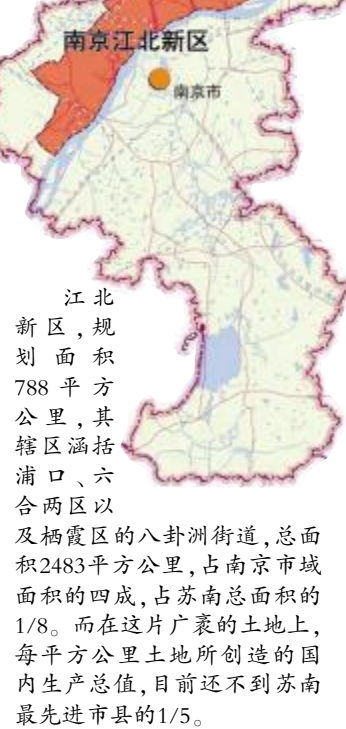 南京江北新区
南京市
江北
新区,规
划面积
788平方
公里,其
辖区涵括
浦口、六
合两区以
及栖霞区的八卦洲街道,总面
积2483平方公里,占南京市域
面积的四成,占苏南总面积的
1/8。而在这片广袤的土地上,
每平方公里土地所创造的国
内生产总值,目前还不到苏南
最先进市县的1/5。